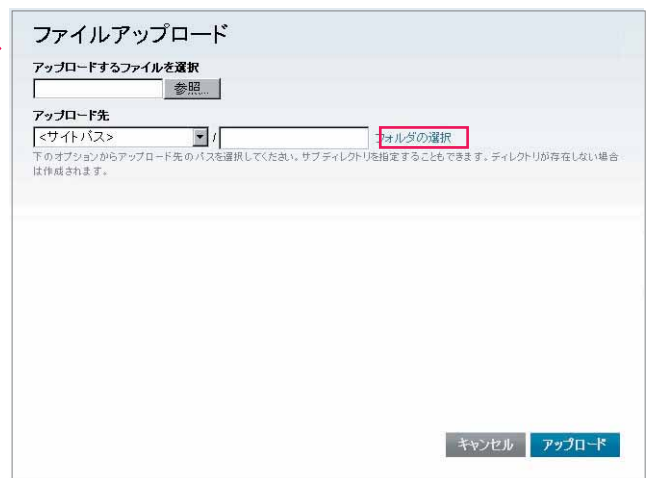 ファイルアップロード
アップロードするファイルを選択
参照...
アップロード先
<サイトパス> / フォルダの選択
下のオプションからアップロード先のパスを選択してください。サブディレクトリを指定することもできます。ディレクトリが存在しない場合
は作成されます。
キャンセル アップロード